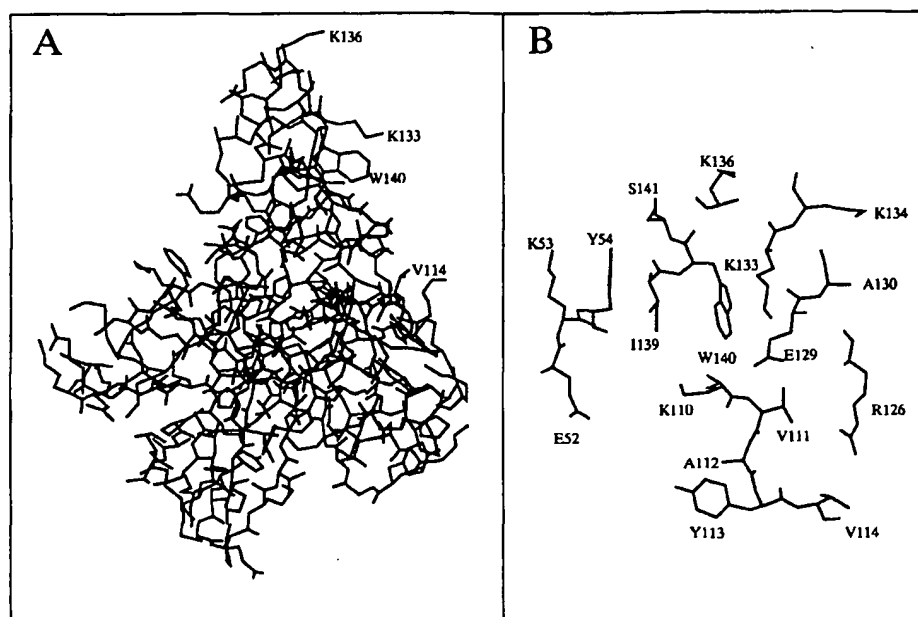 A
K136
K133
W140
V114
B
K136
S141
K134
K53
Y54
K133
A130
I139
W140
E129
K110
R126
E52
V111
A112
Y113
V114